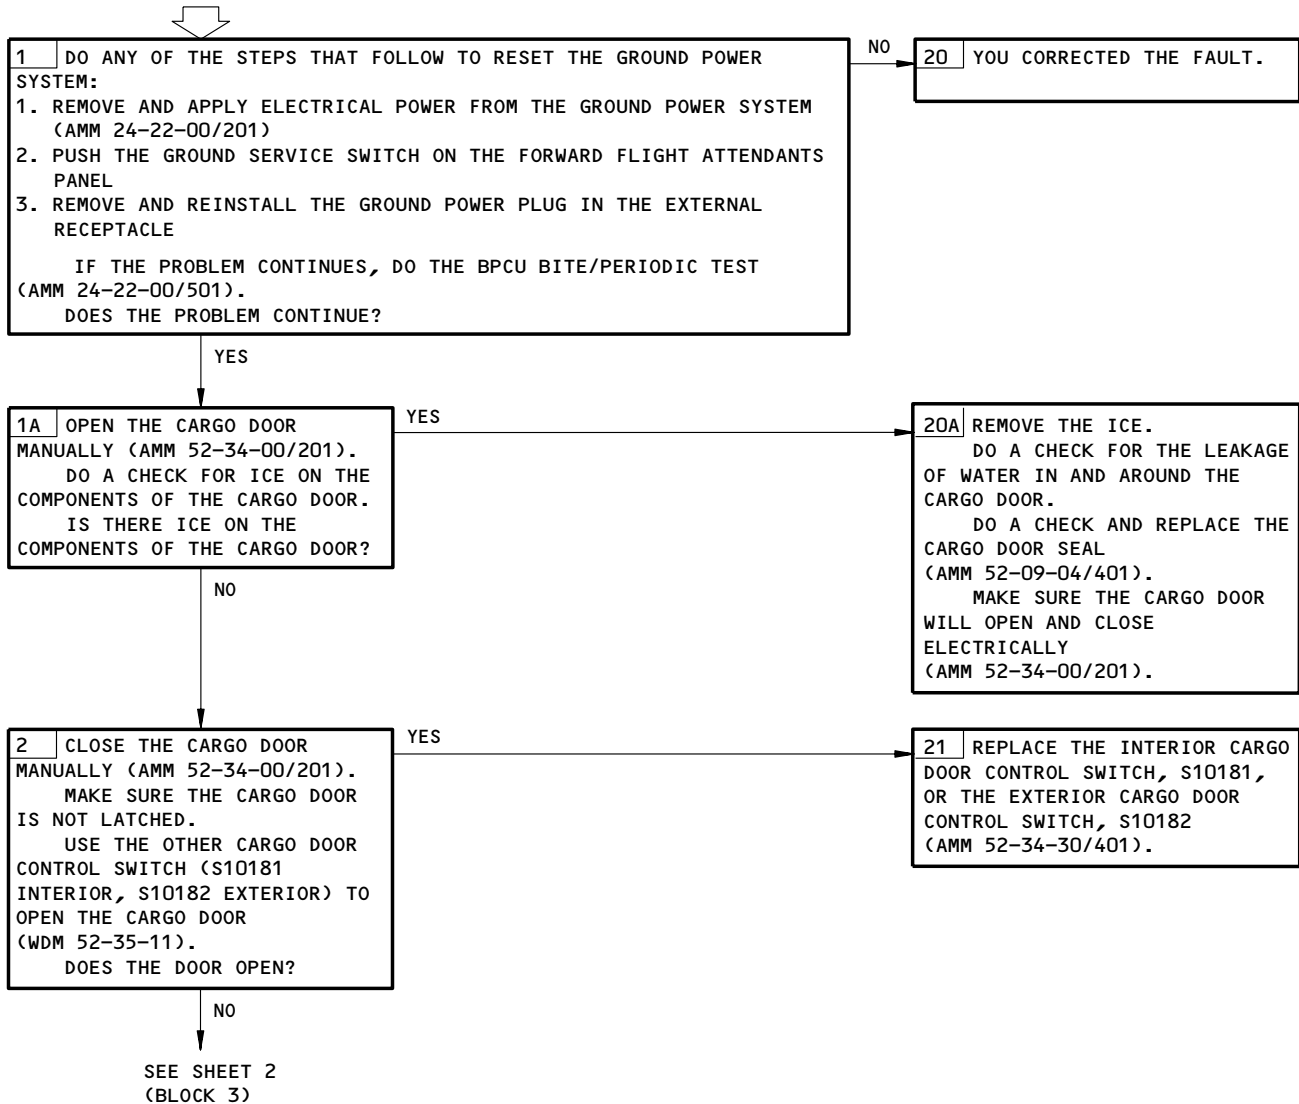 1 DO ANY OF THE STEPS THAT FOLLOW TO RESET THE GROUND POWER
SYSTEM:
1. REMOVE AND APPLY ELECTRICAL POWER FROM THE GROUND POWER SYSTEM
(AMM 24-22-00/201)
2. PUSH THE GROUND SERVICE SWITCH ON THE FORWARD FLIGHT ATTENDANTS
PANEL
3. REMOVE AND REINSTALL THE GROUND POWER PLUG IN THE EXTERNAL
RECEPTACLE
IF THE PROBLEM CONTINUES, DO THE BPCU BITE/PERIODIC TEST
(AMM 24-22-00/501).
DOES THE PROBLEM CONTINUE?
NO
20 YOU CORRECTED THE FAULT.
YES
1A OPEN THE CARGO DOOR
MANUALLY (AMM 52-34-00/201).
DO A CHECK FOR ICE ON THE
COMPONENTS OF THE CARGO DOOR.
IS THERE ICE ON THE
COMPONENTS OF THE CARGO DOOR?
YES
20A REMOVE THE ICE.
DO A CHECK FOR THE LEAKAGE
OF WATER IN AND AROUND THE
CARGO DOOR.
DO A CHECK AND REPLACE THE
CARGO DOOR SEAL
(AMM 52-09-04/401).
MAKE SURE THE CARGO DOOR
WILL OPEN AND CLOSE
ELECTRICALLY
(AMM 52-34-00/201).
NO
2 CLOSE THE CARGO DOOR
MANUALLY (AMM 52-34-00/201).
MAKE SURE THE CARGO DOOR
IS NOT LATCHED.
USE THE OTHER CARGO DOOR
CONTROL SWITCH (S10181
INTERIOR, S10182 EXTERIOR) TO
OPEN THE CARGO DOOR
(WDM 52-35-11).
DOES THE DOOR OPEN?
YES
21 REPLACE THE INTERIOR CARGO
DOOR CONTROL SWITCH, S10181,
OR THE EXTERIOR CARGO DOOR
CONTROL SWITCH, S10182
(AMM 52-34-30/401).
NO
SEE SHEET 2
(BLOCK 3)